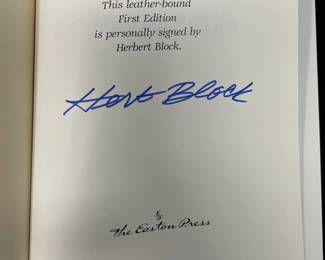 This leather-bound
First Edition
is personally signed by
Herbert Block.
Herb Block
The Easton Press